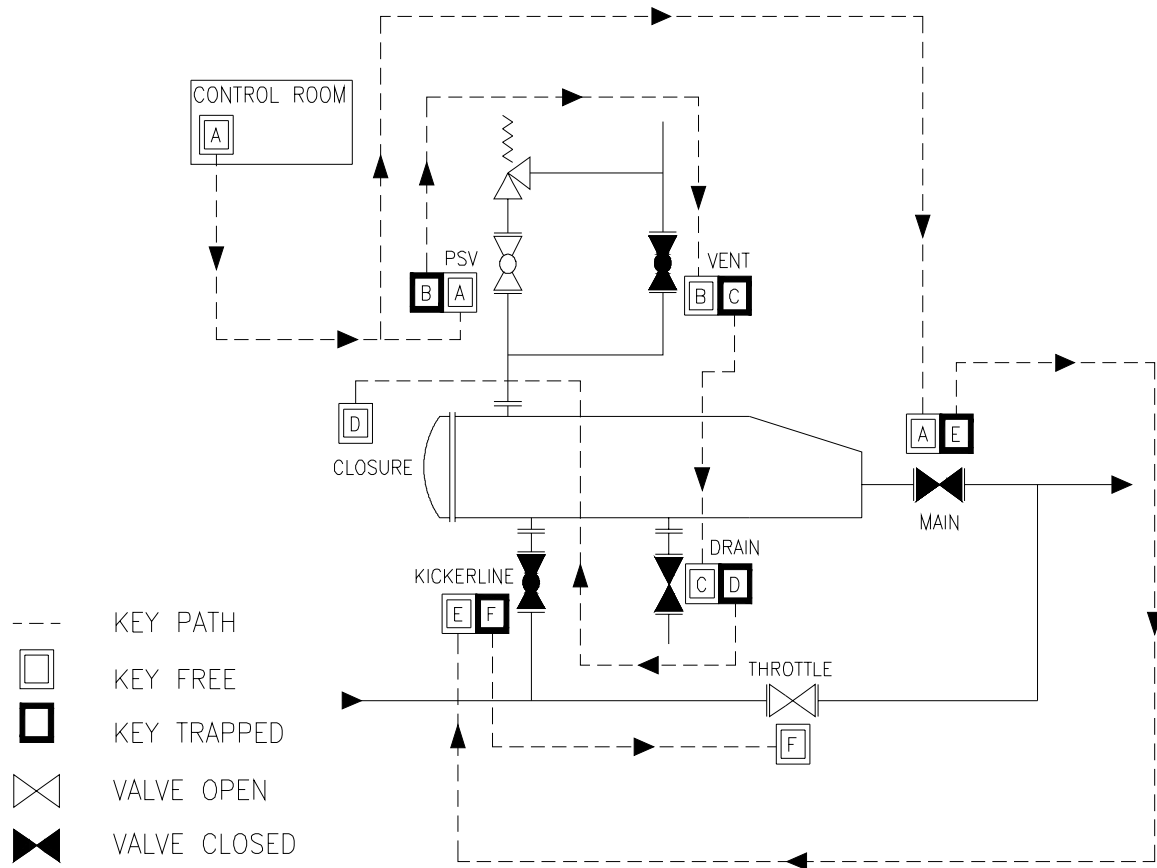 CONTROL ROOM
A
PSV
B A
VENT
B C
D
CLOSURE
A E
MAIN
DRAIN
C D
KICKERLINE
E F
THROTTLE
F
KEY PATH
KEY FREE
KEY TRAPPED
VALVE OPEN
VALVE CLOSED